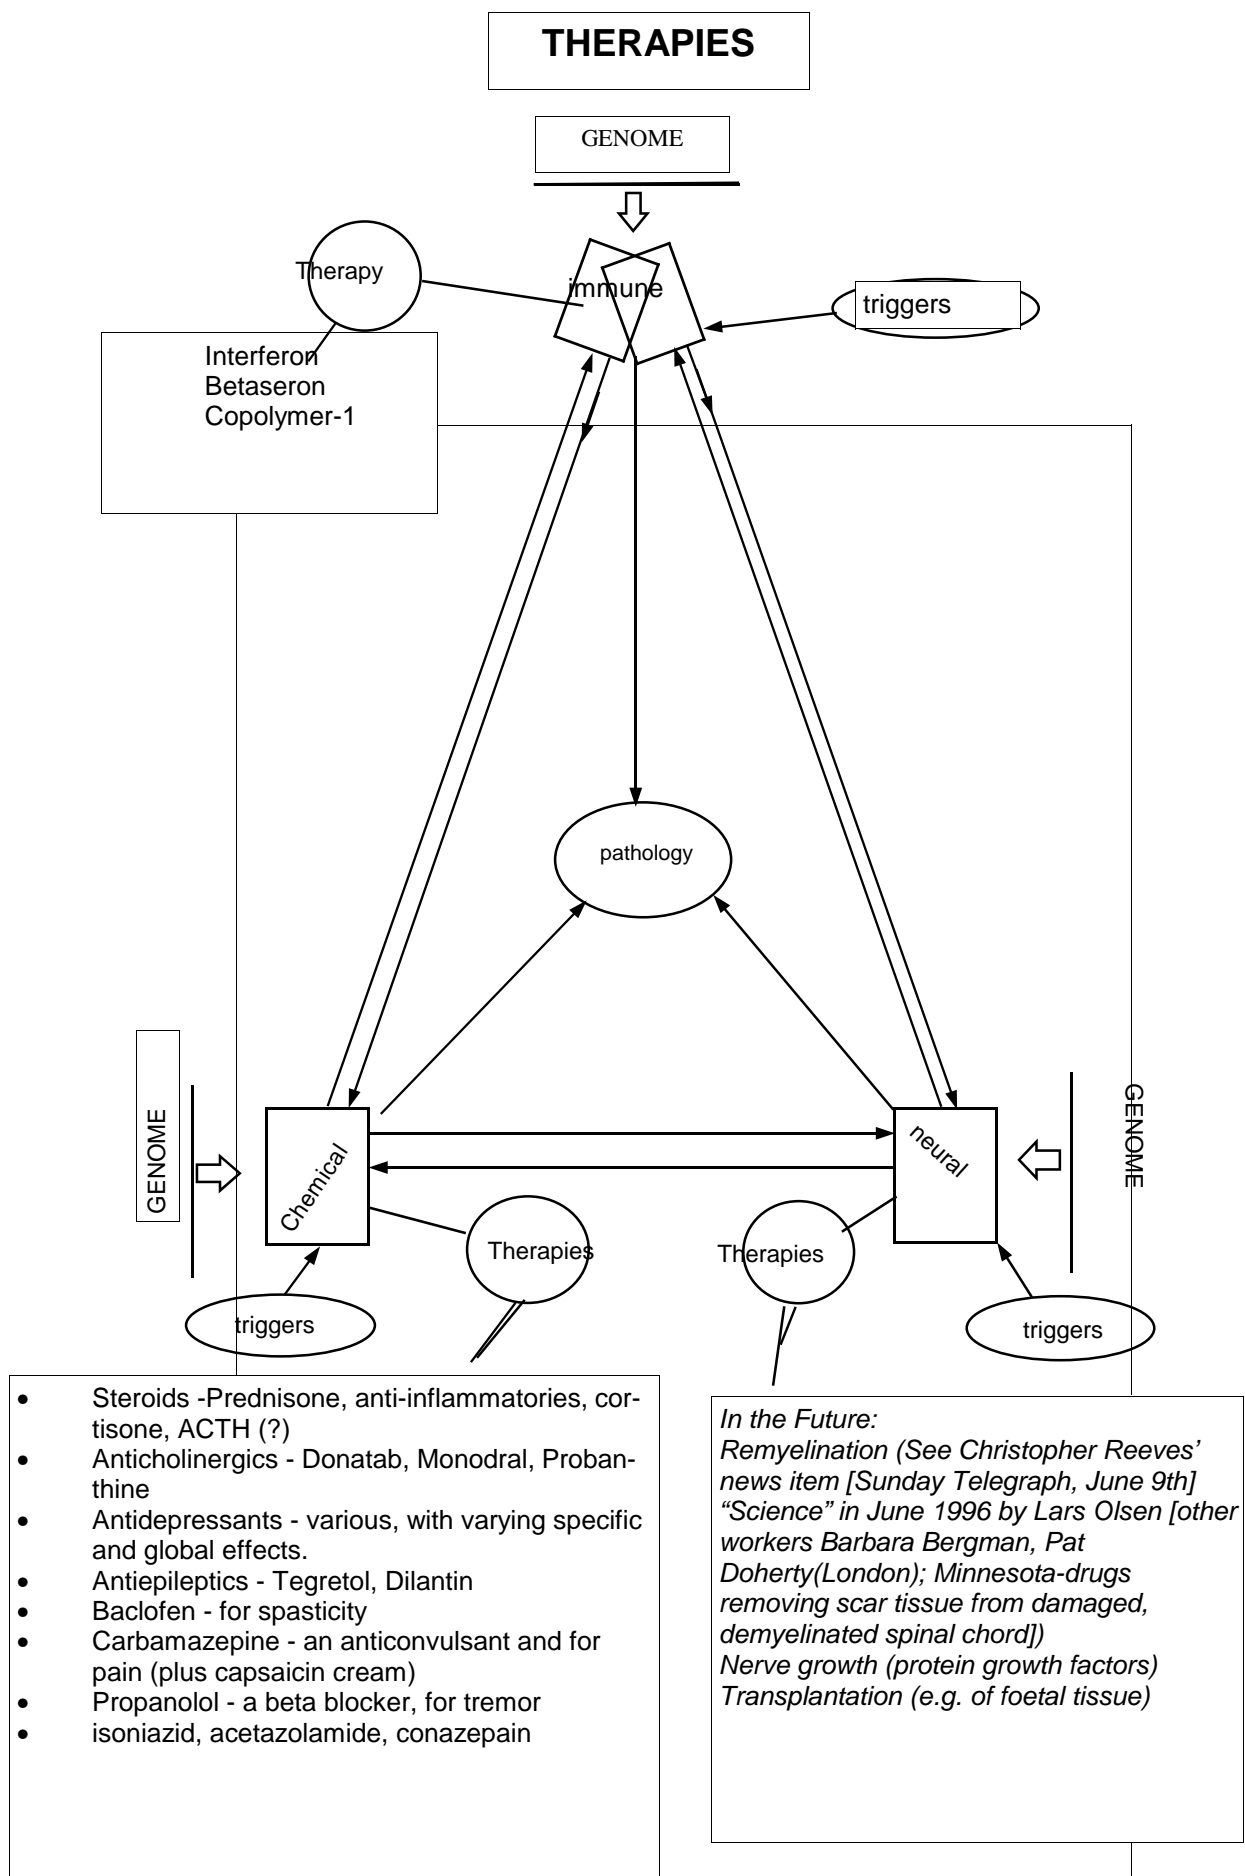 THERAPIES
GENOME
Therapy
immune
triggers
Interferon
Betaseron
Copolymer-1
pathology
GENOME
Chemical
neural
GENOME
Therapies
Therapies
triggers
triggers
• Steroids -Prednisone, anti-inflammatories, cor-
tisone, ACTH (?)
• Anticholinergics - Donatab, Monodral, Proban-
thine
• Antidepressants - various, with varying specific
and global effects.
• Antiepileptics - Tegretol, Dilantin
• Baclofen - for spasticity
• Carbamazepine - an anticonvulsant and for
pain (plus capsaicin cream)
• Propanolol - a beta blocker, for tremor
• isoniazid, acetazolamide, conazepain
In the Future:
Remyelination (See Christopher Reeves’
news item [Sunday Telegraph, June 9th]
“Science” in June 1996 by Lars Olsen [other
workers Barbara Bergman, Pat
Doherty(London); Minnesota-drugs
removing scar tissue from damaged,
demyelinated spinal chord])
Nerve growth (protein growth factors)
Transplantation (e.g. of foetal tissue)